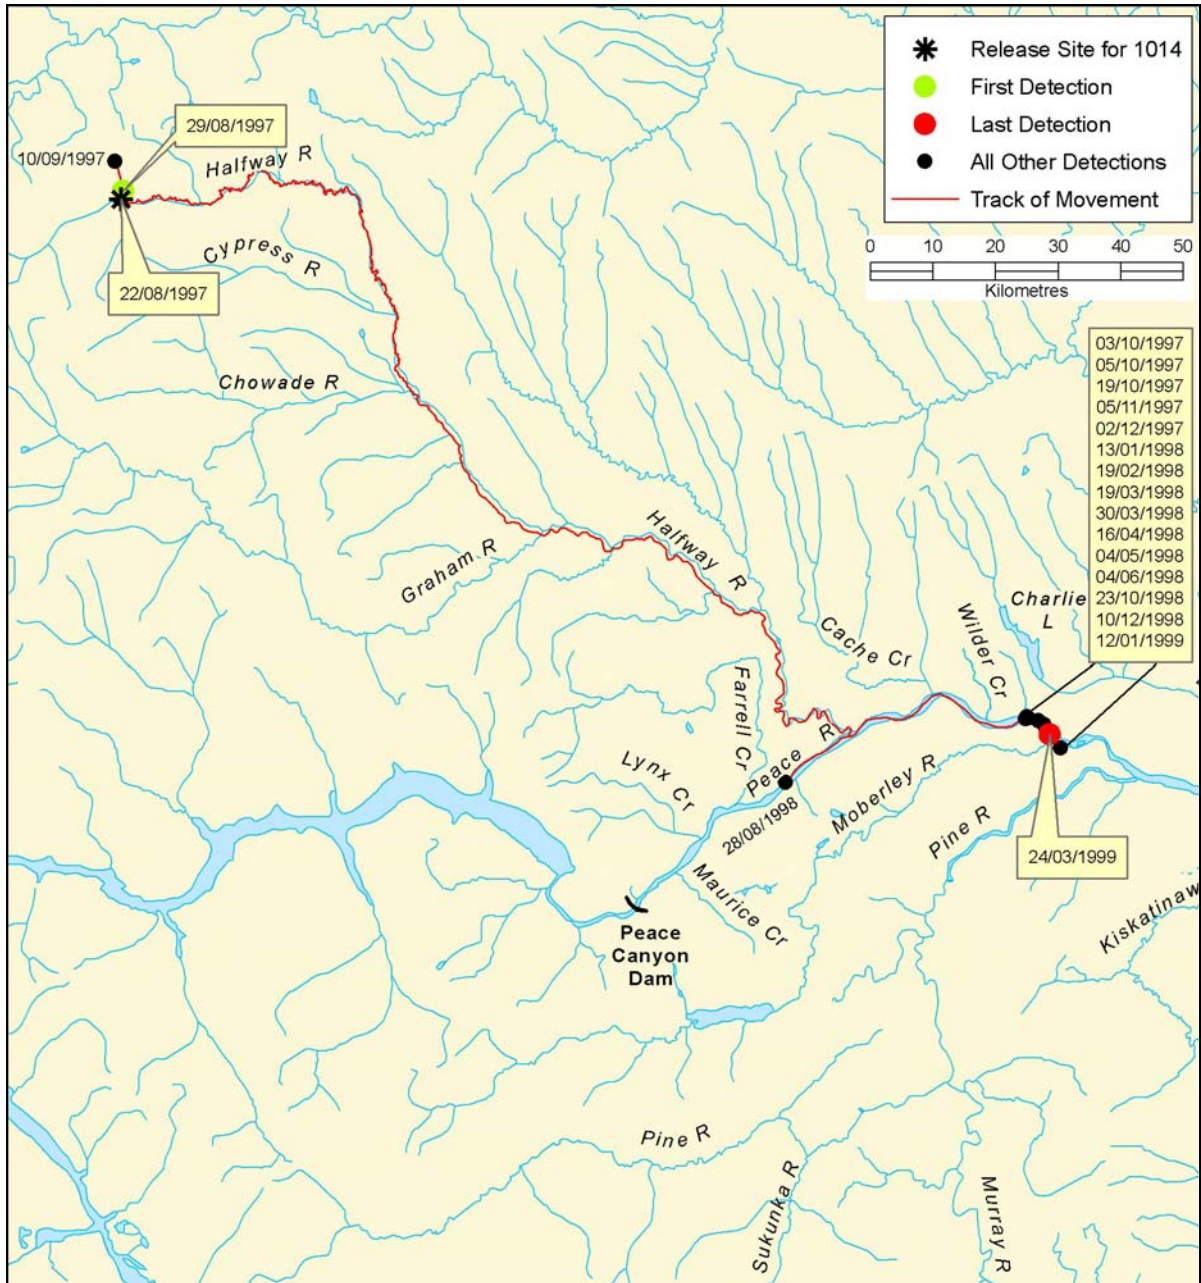 Release Site for 1014
First Detection
Last Detection
All Other Detections
Track of Movement
0 10 20 30 40 50
Kilometres
29/08/1997
10/09/1997
Halfway R
Cypress R
22/08/1997
Chowade R
03/10/1997
05/10/1997
19/10/1997
05/11/1997
02/12/1997
13/01/1998
19/02/1998
19/03/1998
30/03/1998
16/04/1998
04/05/1998
04/06/1998
23/10/1998
10/12/1998
12/01/1999
Graham R
Halfway R
Charlie
L
Wilder Cr
Cache Cr
Farrell Cr
Lynx Cr
Peace R
Moberley R
Pine R
28/08/1998
24/03/1999
Maurice Cr
Kiskatinaw
Peace
Canyon
Dam
Pine R
Sukunka R
Murray R